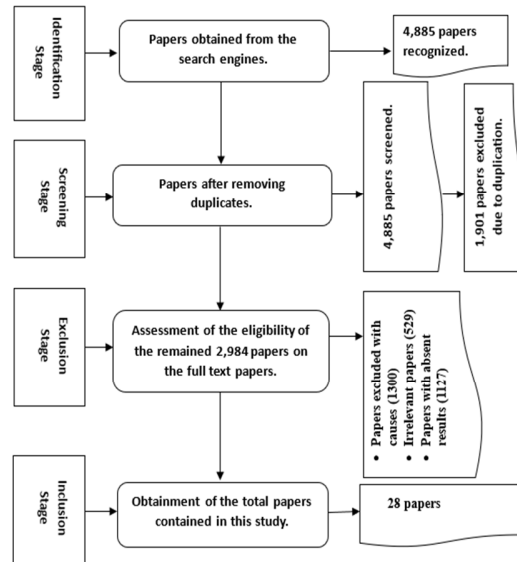 Identification
Stage
Papers obtained from the
search engines.
4,885 papers
recognized.
Screening
Stage
Papers after removing
duplicates.
4,885 papers screened.
1,901 papers excluded
due to duplication.
Exclusion
Stage
Assessment of the eligibility of
the remained 2,984 papers on
the full text papers.
• Papers excluded with
causes (1300)
• Irrelevant papers (529)
• Papers with absent
results (1127)
Inclusion
Stage
Obtainment of the total papers
contained in this study.
28 papers